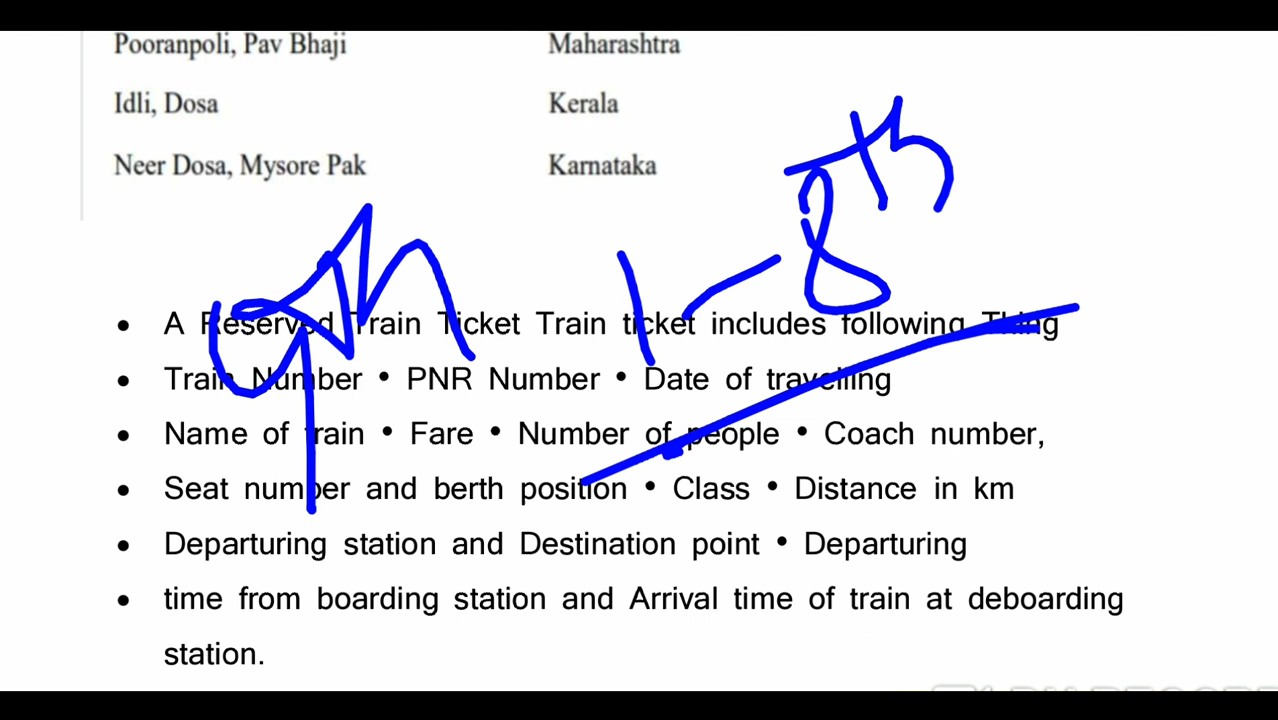 Pooranpoli, Pav Bhaji Maharashtra
Idli, Dosa Kerala
Neer Dosa, Mysore Pak Karnataka
9th 1-8th
• A Reserved Train Ticket Train ticket includes following Thing
• Train Number • PNR Number • Date of travelling
• Name of train • Fare • Number of people • Coach number,
• Seat number and berth position • Class • Distance in km
• Departuring station and Destination point • Departuring
• time from boarding station and Arrival time of train at deboarding
station.